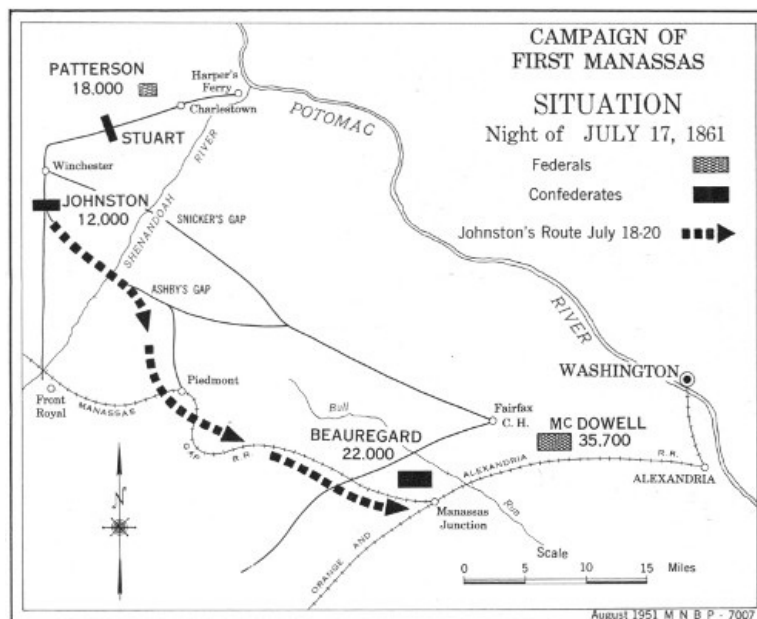 CAMPAIGN OF
FIRST MANASSAS
SITUATION
Night of JULY 17, 1861
Federals
Confederates
Johnston's Route July 18-20
PATTERSON
18,000
Harper's
Ferry
Charlestown
STUART
POTOMAC
RIVER
Winchester
JOHNSTON
12,000
SHENANDOAH
RIVER
SNICKER'S GAP
ASHBY'S GAP
WASHINGTON
Front
Royal
Piedmont
MANASSAS
GAP
R.R.
Bull
Run
Fairfax
C. H.
BEAUREGARD
22,000
MC DOWELL
35,700
ORANGE AND
ALEXANDRIA
R.R.
ALEXANDRIA
Manassas
Junction
N
Scale
0 5 10 15 Miles
August 1951 M N B P - 7007